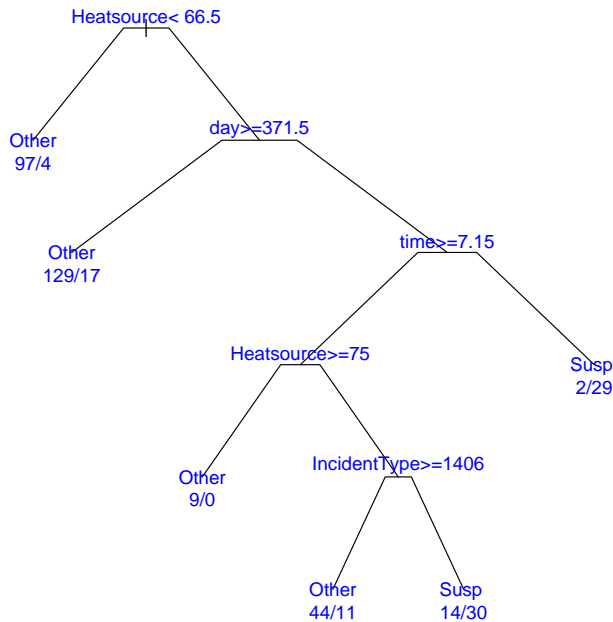 Heatsource< 66.5
Other
97/4
day>=371.5
Other
129/17
time>=7.15
Heatsource>=75
Susp
2/29
Other
9/0
IncidentType>=1406
Other
44/11
Susp
14/30